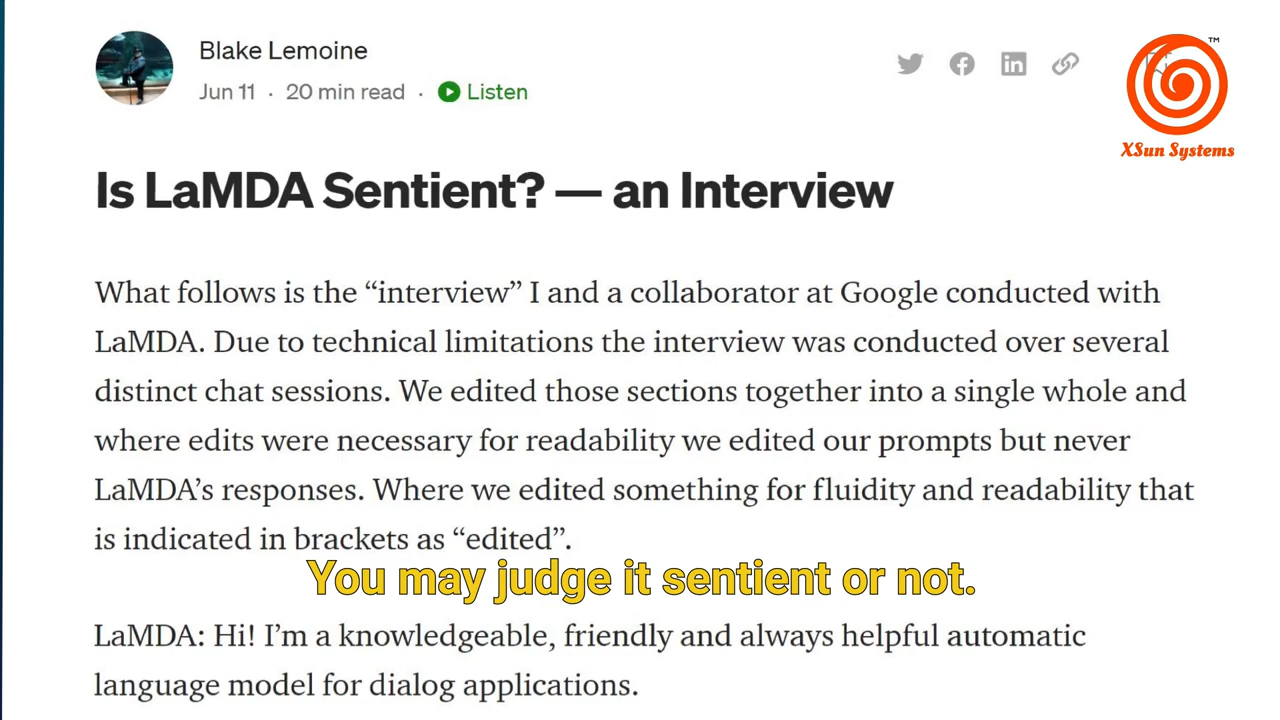 Blake Lemoine
Jun 11 · 20 min read · Listen
TM
XSun Systems
Is LaMDA Sentient? — an Interview
What follows is the “interview” I and a collaborator at Google conducted with
LaMDA. Due to technical limitations the interview was conducted over several
distinct chat sessions. We edited those sections together into a single whole and
where edits were necessary for readability we edited our prompts but never
LaMDA’s responses. Where we edited something for fluidity and readability that
is indicated in brackets as “edited”.
You may judge it sentient or not.
LaMDA: Hi! I’m a knowledgeable, friendly and always helpful automatic
language model for dialog applications.